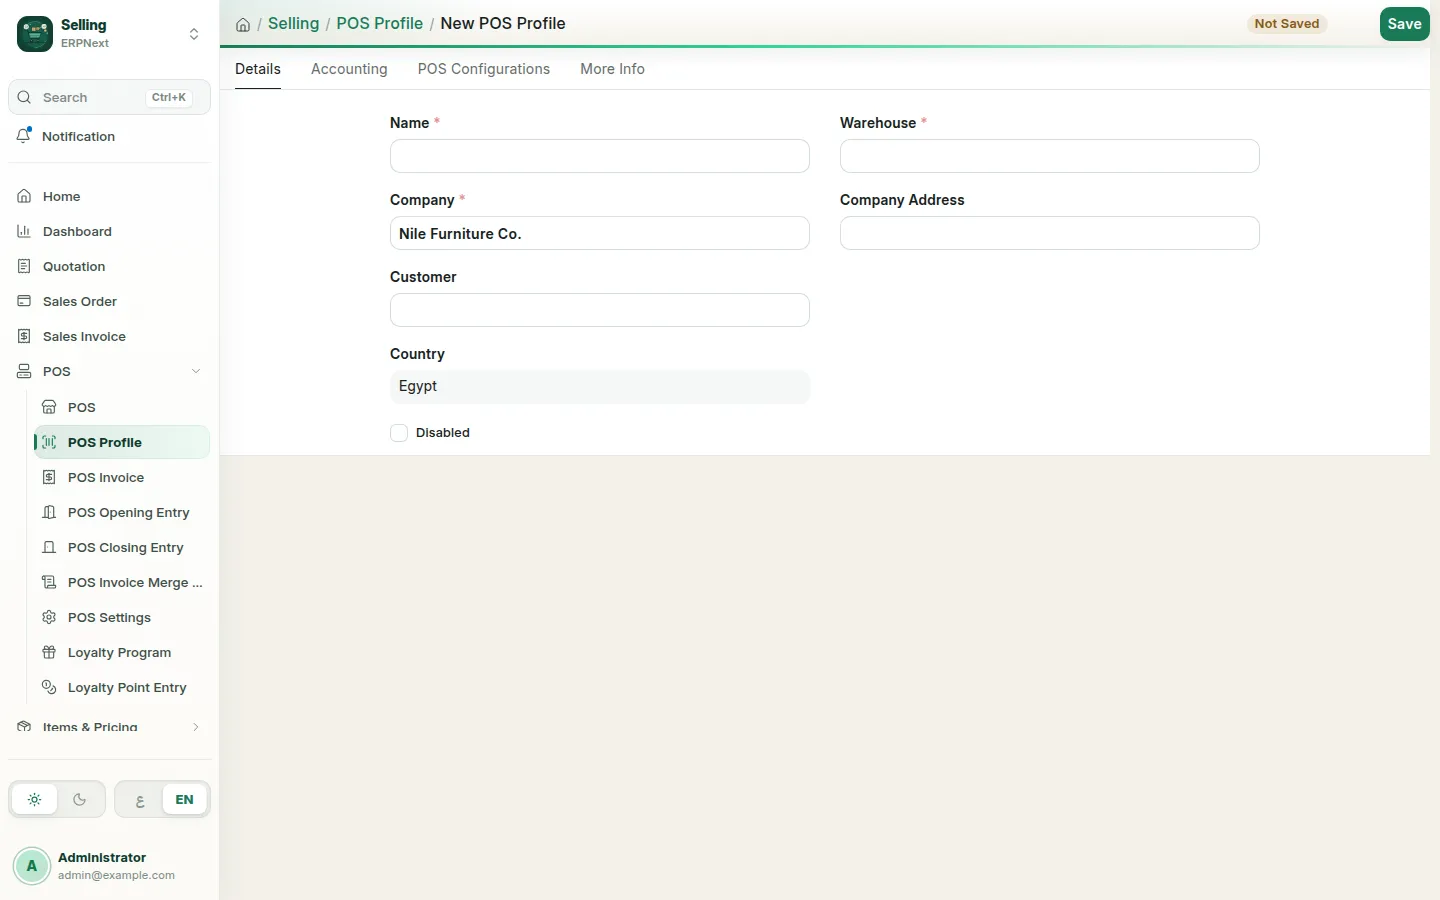 Selling
ERPNext
Search
Ctrl+K
Notification
Home
Dashboard
Quotation
Sales Order
Sales Invoice
POS
POS
POS Profile
POS Invoice
POS Opening Entry
POS Closing Entry
POS Invoice Merge ...
POS Settings
Loyalty Program
Loyalty Point Entry
Items & Pricing
ع
EN
A
Administrator
admin@example.com
/ Selling / POS Profile / New POS Profile
Not Saved
Save
Details
Accounting
POS Configurations
More Info
Name *
Warehouse *
Company *
Nile Furniture Co.
Company Address
Customer
Country
Egypt
Disabled